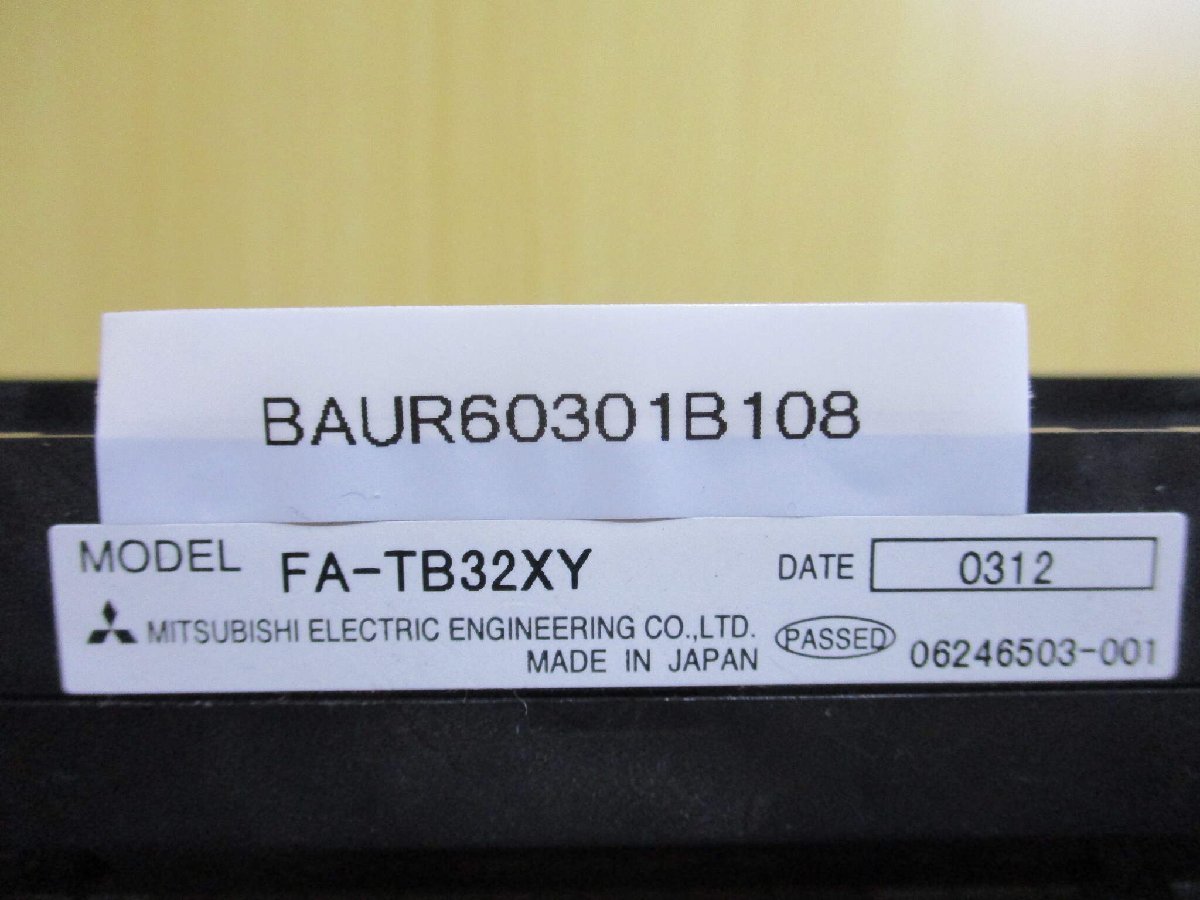 BAUR60301B108
MODEL FA-TB32XY DATE 0312
MITSUBISHI ELECTRIC ENGINEERING CO.,LTD. PASSED
MADE IN JAPAN 06246503-001